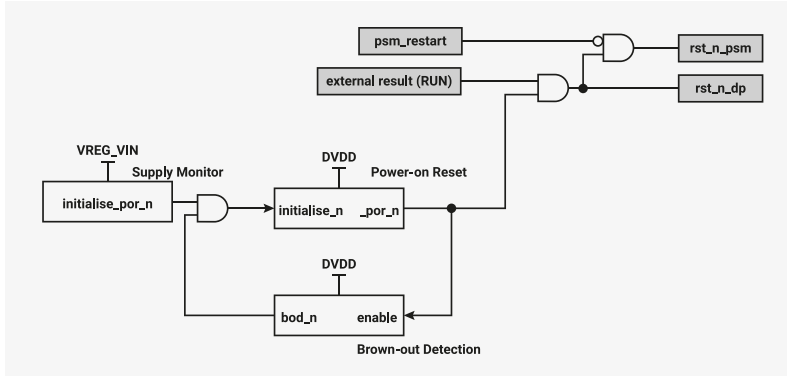 psm_restart
rst_n_psm
external result (RUN)
rst_n_dp
VREG_VIN
Supply Monitor
DVDD
Power-on Reset
initialise_por_n
initialise_n
_por_n
DVDD
bod_n
enable
Brown-out Detection